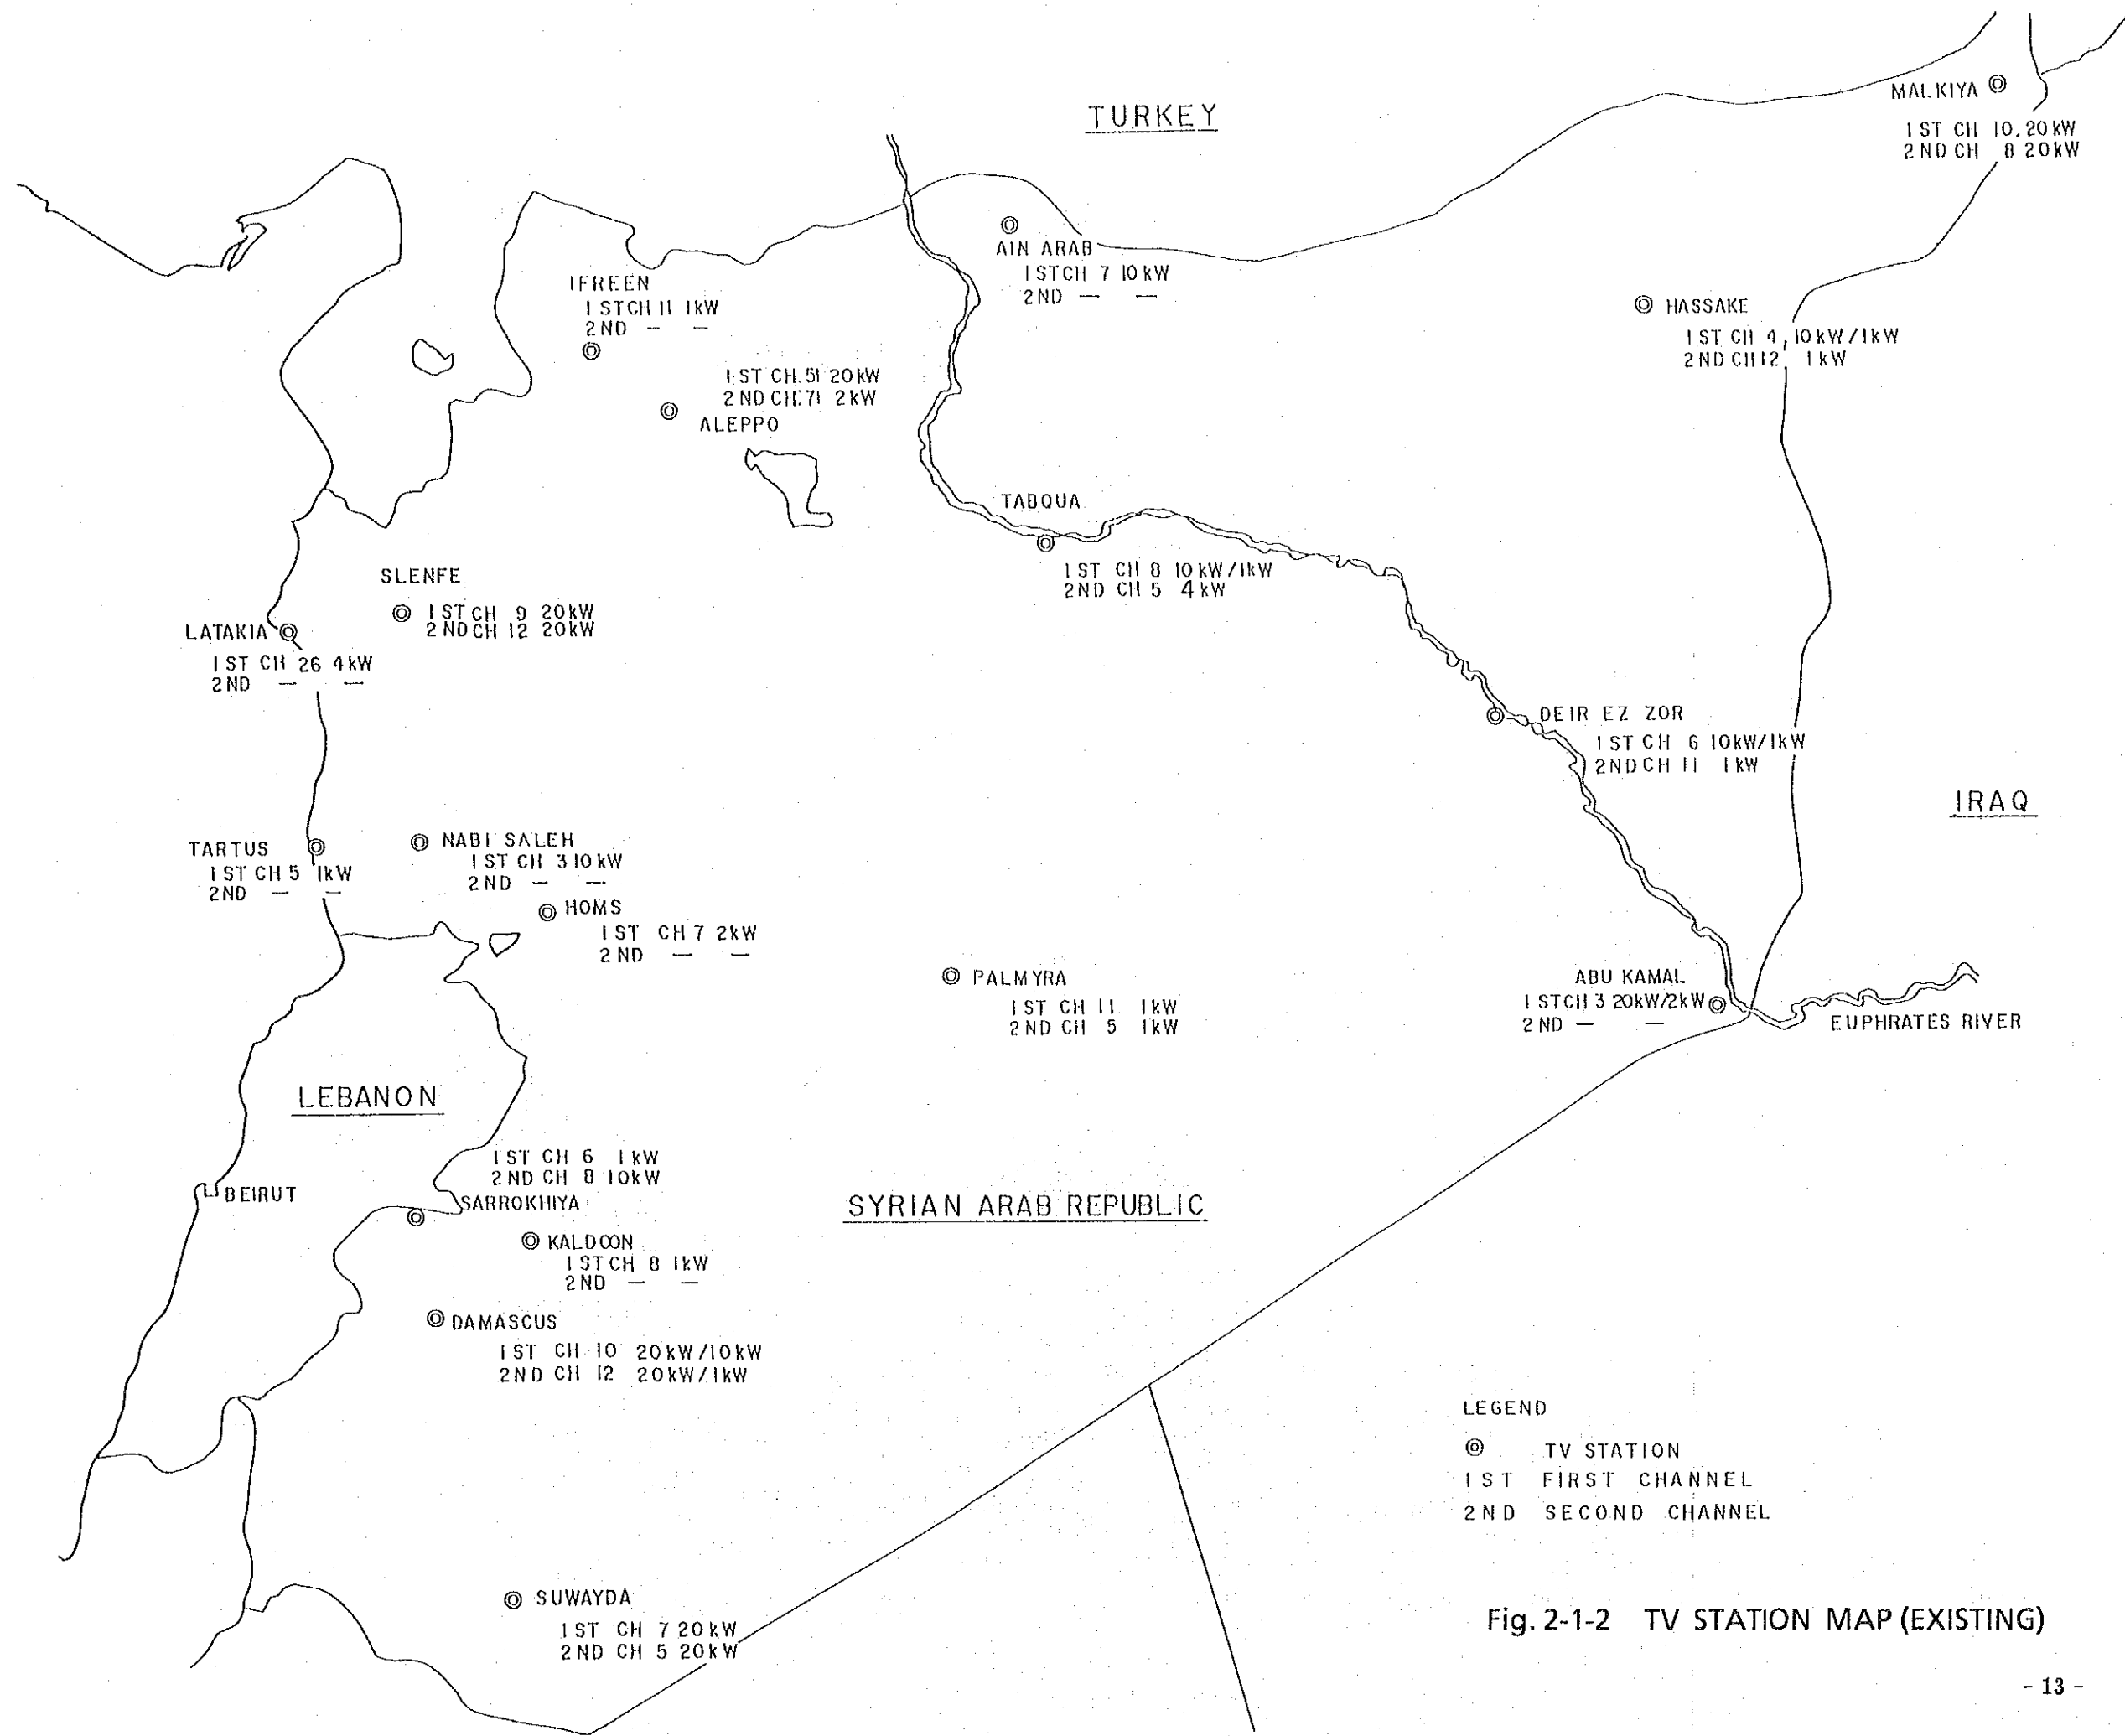 TURKEY
MALKIYA
1ST CH 10, 20kW
2ND CH 8 20kW
AIN ARAB
1ST CH 7 10kW
2ND — —
IFREEN
1ST CH 11 1kW
2ND — —
HASSAKE
1ST CH 4, 10kW/1kW
2ND CH 12 1kW
1ST CH. 51 20kW
2ND CH. 71 2kW
ALEPPO
TABQUA
1ST CH 8 10kW/1kW
2ND CH 5 4kW
SLENFE
1ST CH 9 20kW
2ND CH 12 20kW
LATAKIA
1ST CH 26 4kW
2ND — —
DEIR EZ ZOR
1ST CH 6 10kW/1kW
2ND CH 11 1kW
IRAQ
TARTUS
1ST CH 5 1kW
2ND — —
NABI SALEH
1ST CH 3 10kW
2ND — —
HOMS
1ST CH 7 2kW
2ND — —
PALMYRA
1ST CH 11 1kW
2ND CH 5 1kW
ABU KAMAL
1ST CH 3 20kW/2kW
2ND — —
EUPHRATES RIVER
LEBANON
1ST CH 6 1kW
2ND CH 8 10kW
SARROKHIYA
BEIRUT
SYRIAN ARAB REPUBLIC
KALDOON
1ST CH 8 1kW
2ND — —
DAMASCUS
1ST CH 10 20kW/10kW
2ND CH 12 20kW/1kW
LEGEND
TV STATION
1ST FIRST CHANNEL
2ND SECOND CHANNEL
SUWAYDA
1ST CH 7 20kW
2ND CH 5 20kW
Fig. 2-1-2 TV STATION MAP (EXISTING)
- 13 -